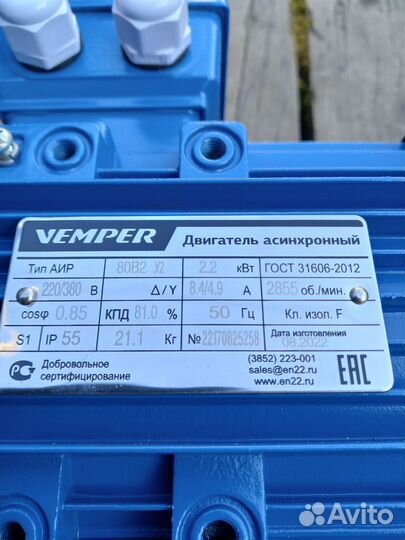 VEMPER Двигатель асинхронный
Тип АИР 80В2 У2 2.2 кВт ГОСТ 31606-2012
220/380 В Δ/Y 8.4/4.9 А 2855 об./мин.
cosφ 0.85 КПД 81.0 % 50 Гц Кл. изол. F
S1 IP 55 21.1 Кг №22170825258 Дата изготовления 08.2022
РСТ Добровольное сертифицирование
(3852) 223-001
sales@en22.ru
www.en22.ru
EAC
Avito